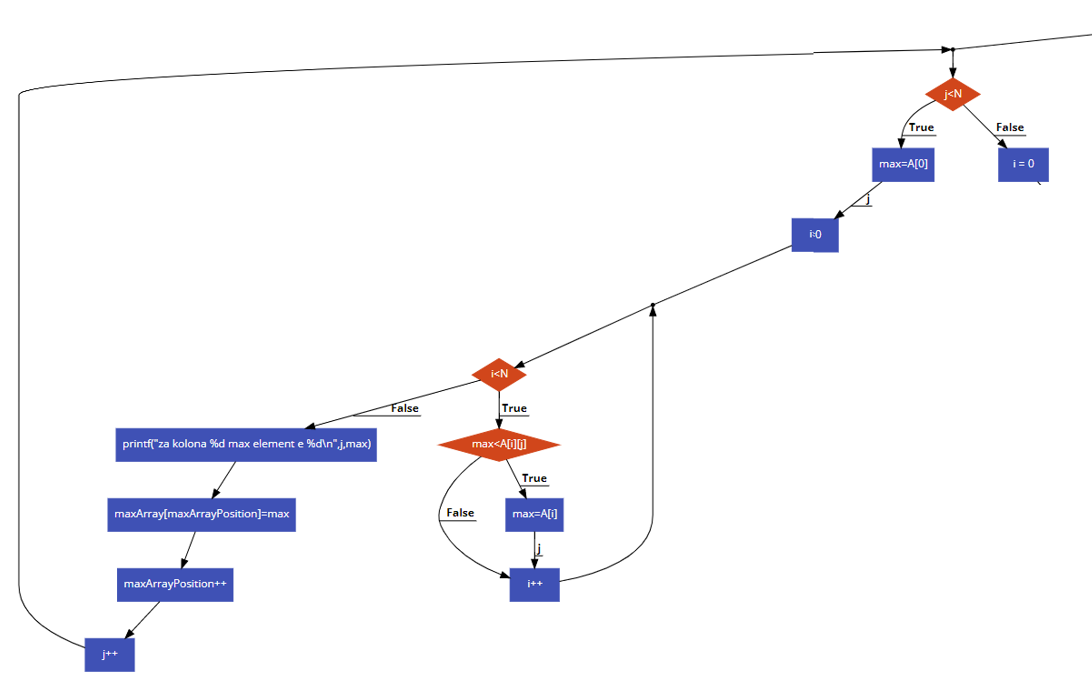 j<N
True
False
max=A[0]
i = 0
j
i:0
i<N
False
True
printf("za kolona %d max element e %d\n",j,max)
max<A[i][j]
True
maxArray[maxArrayPosition]=max
False
max=A[i]
j
maxArrayPosition++
i++
j++